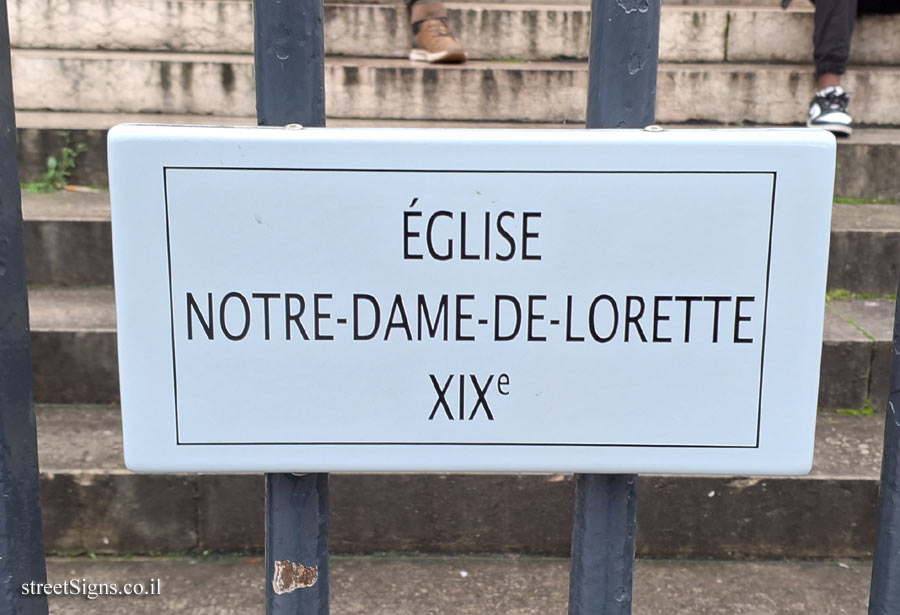 ÉGLISE
NOTRE-DAME-DE-LORETTE
XIXe
streetSigns.co.il